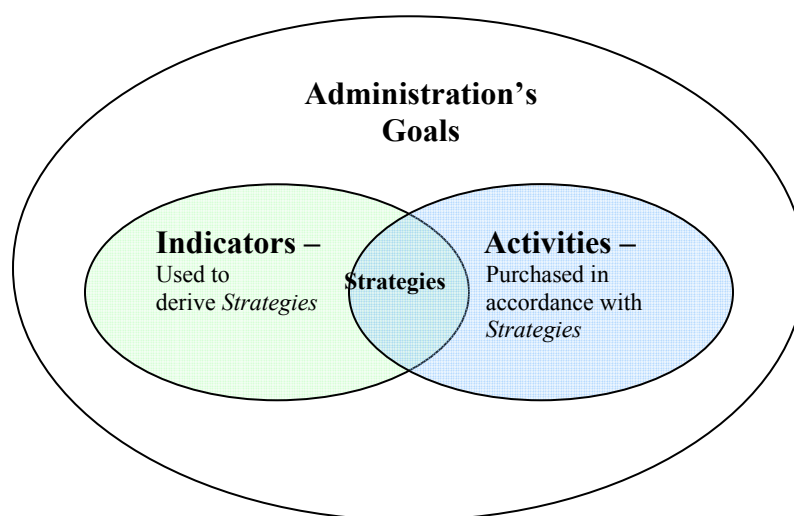 Administration’s
Goals
Indicators –
Used to
derive Strategies
Strategies
Activities –
Purchased in
accordance with
Strategies